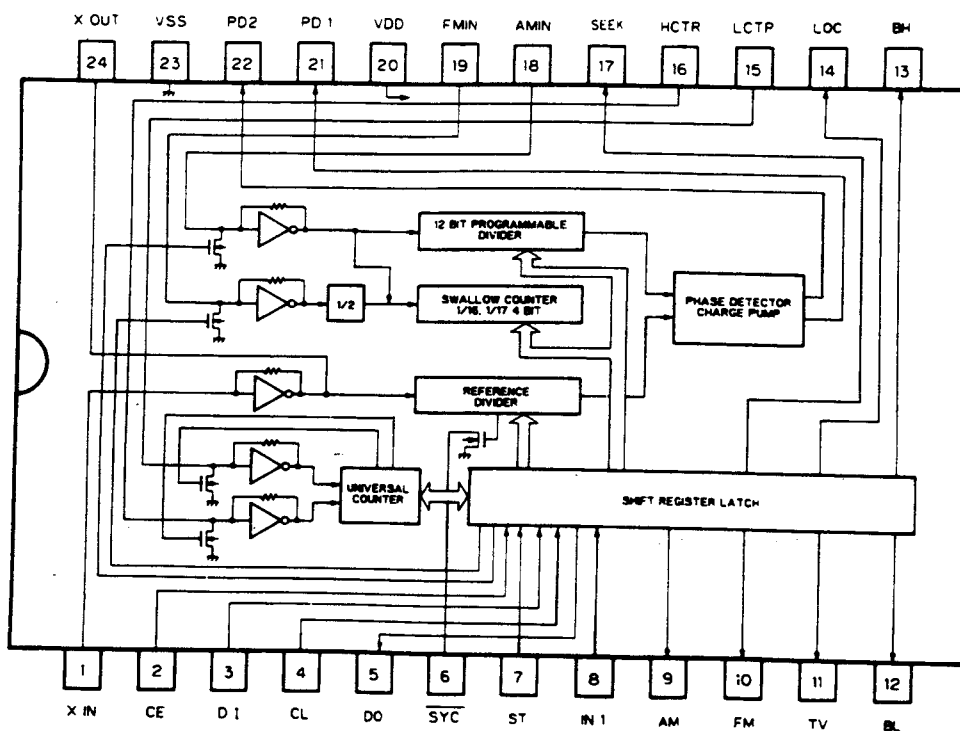 X OUT VSS PD2 PD 1 VDD FMIN AMIN SEEK HCTR LCTP LOC BH
24 23 22 21 20 19 18 17 16 15 14 13
12 BIT PROGRAMMABLE
DIVIDER
1/2
SWALLOW COUNTER
1/16, 1/17 4 BIT
PHASE DETECTOR
CHARGE PUMP
REFERENCE
DIVIDER
UNIVERSAL
COUNTER
SHIFT REGISTER LATCH
1 2 3 4 5 6 7 8 9 10 11 12
X IN CE D I CL DO SYC ST IN 1 AM FM TV BL